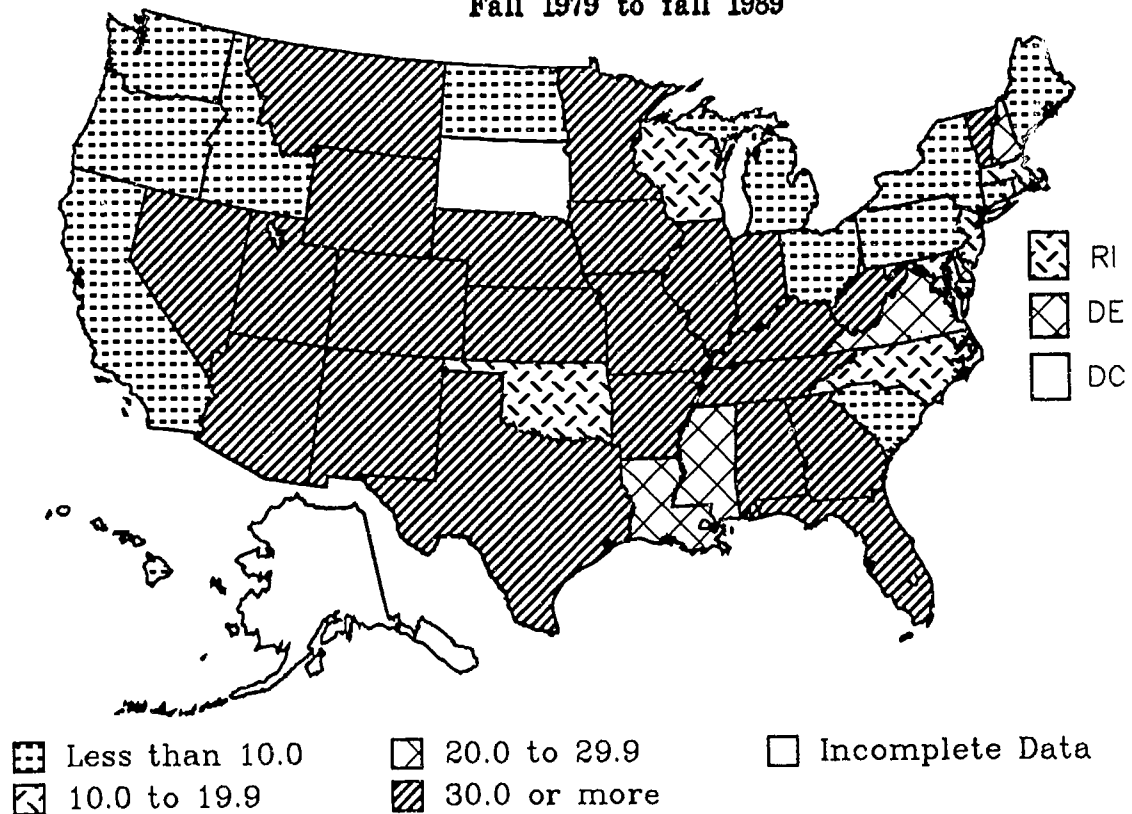 Fall 1979 to fall 1989
RI
DE
DC
Less than 10.0
20.0 to 29.9
Incomplete Data
10.0 to 19.9
30.0 or more